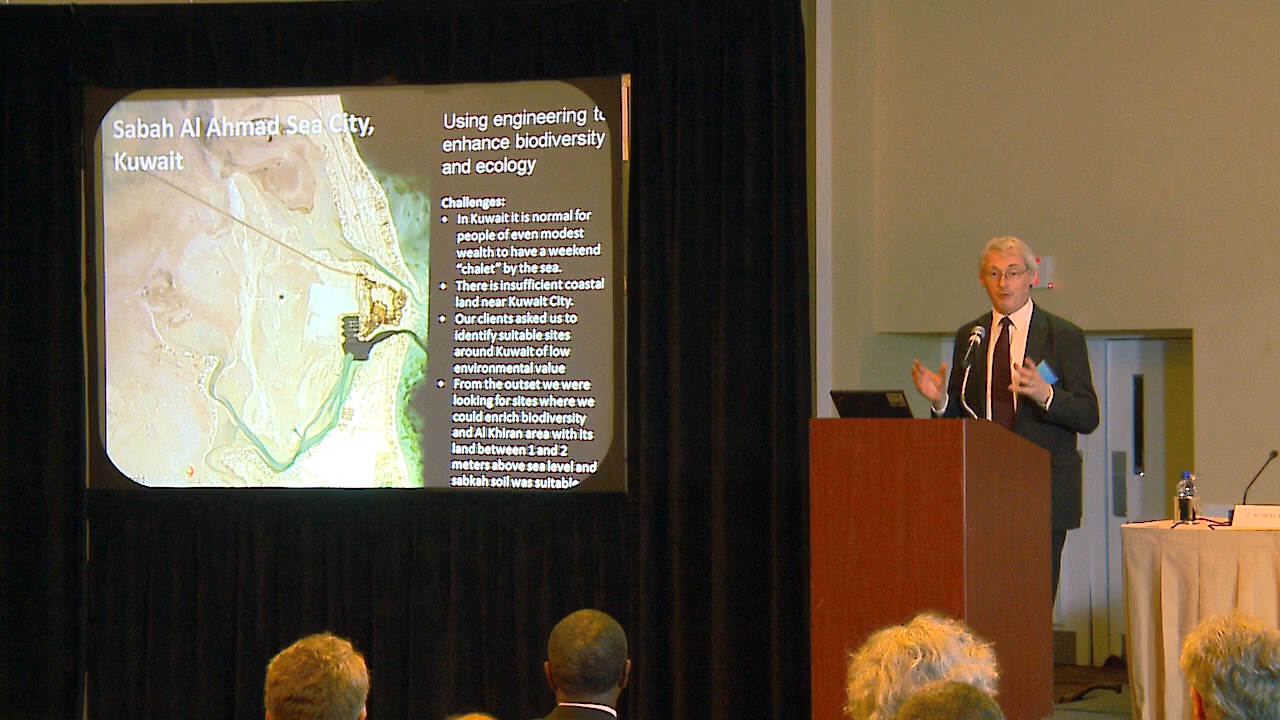 Sabah Al Ahmad Sea City,
Kuwait
Using engineering to
enhance biodiversity
and ecology
Challenges:
• In Kuwait it is normal for
people of even modest
wealth to have a weekend
"chalet" by the sea.
• There is insufficient coastal
land near Kuwait City.
• Our clients asked us to
identify suitable sites
around Kuwait of low
environmental value
• From the outset we were
looking for sites where we
could enrich biodiversity
and Al Khiran area with its
land between 1 and 2
meters above sea level and
sabkah soil was suitable